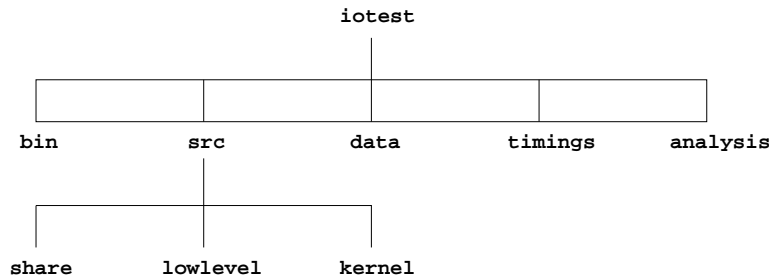 iotest
bin src data timings analysis
share lowlevel kernel